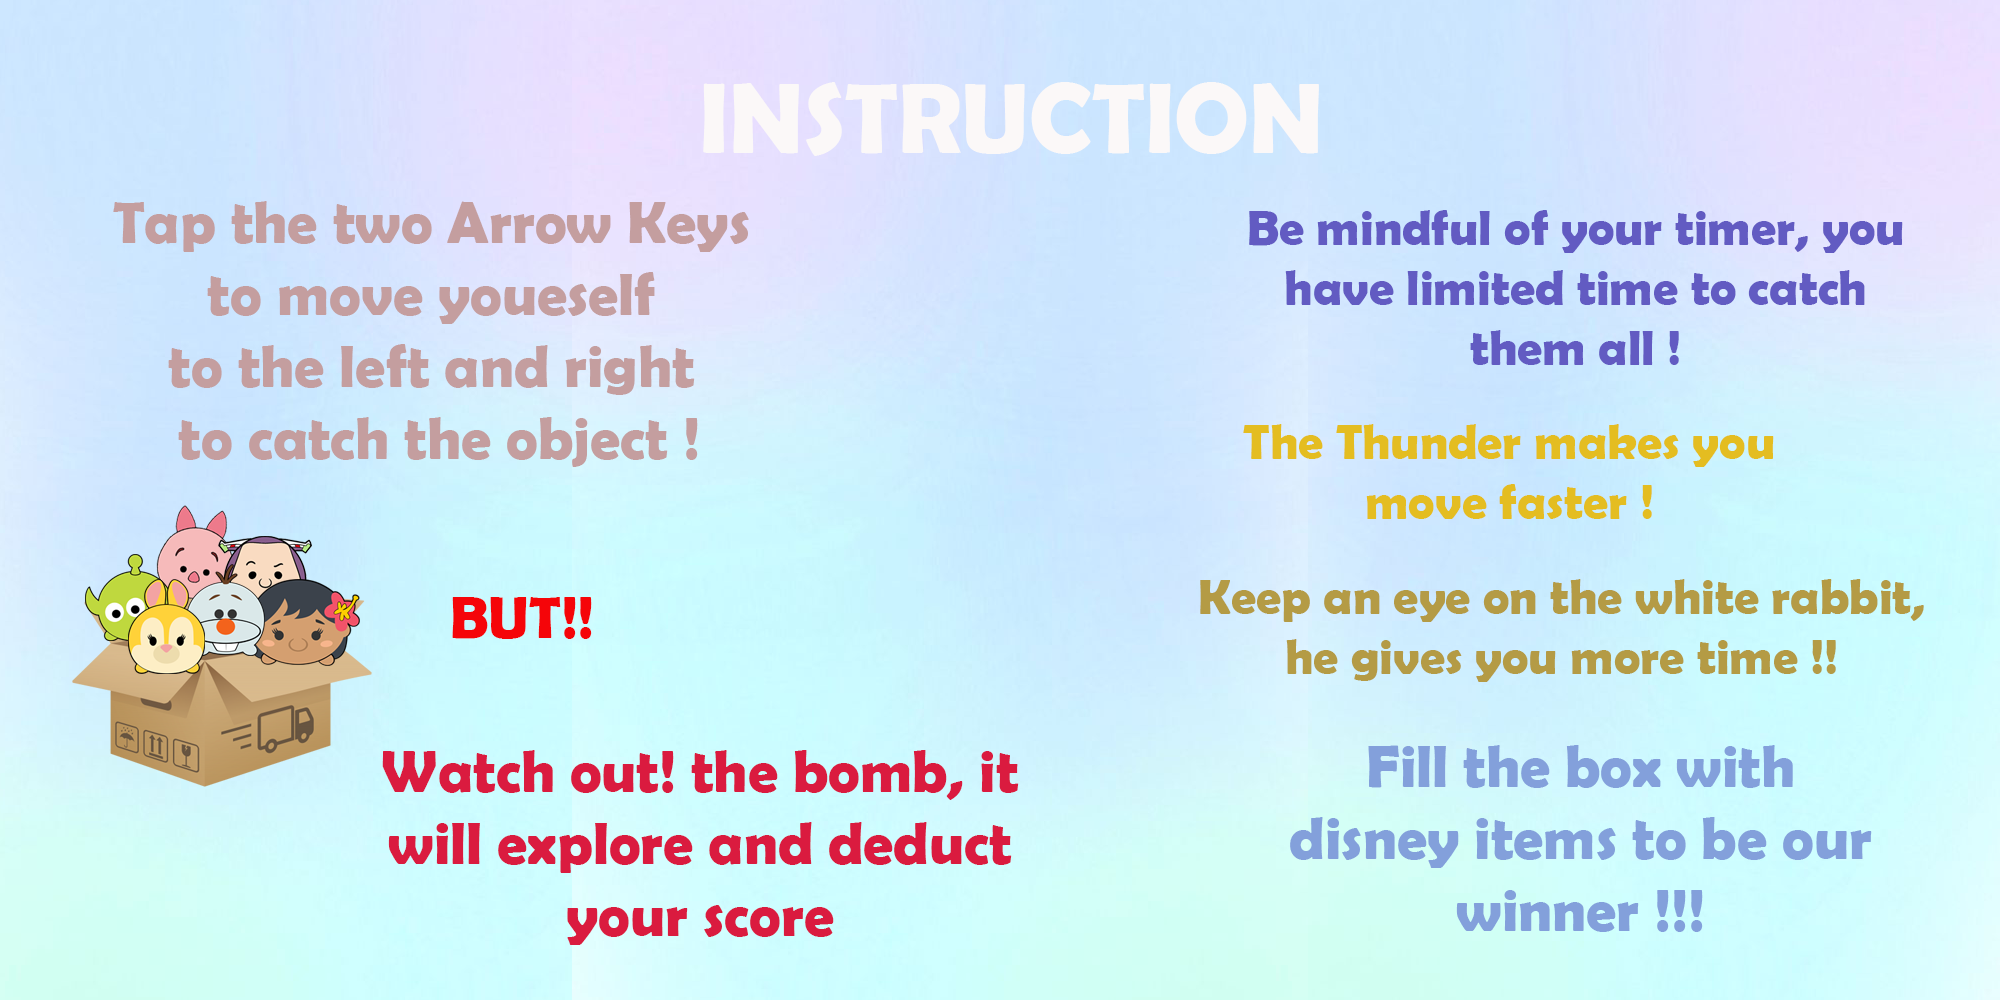 INSTRUCTION
Tap the two Arrow Keys
to move youeself
to the left and right
to catch the object !
BUT!!
Watch out! the bomb, it
will explore and deduct
your score
Be mindful of your timer, you
have limited time to catch
them all !
The Thunder makes you
move faster !
Keep an eye on the white rabbit,
he gives you more time !!
Fill the box with
disney items to be our
winner !!!